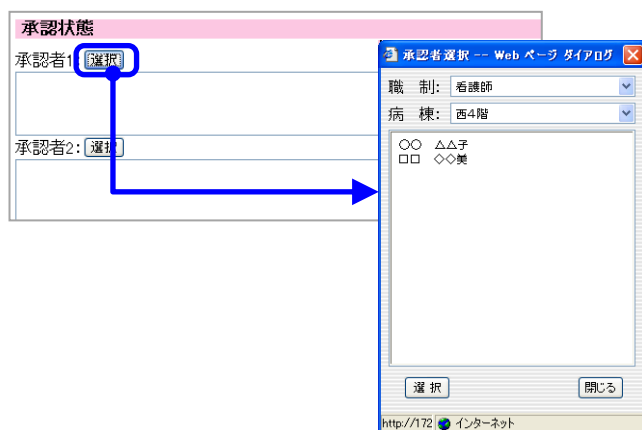 承認状態
承認者1: 選択
承認者2: 選択
承認者選択 -- Web ページ ダイアログ
職 制: 看護師
病 棟: 西4階
○○ △△子
□□ ◇◇美
選 択
閉じる
http://172 インターネット